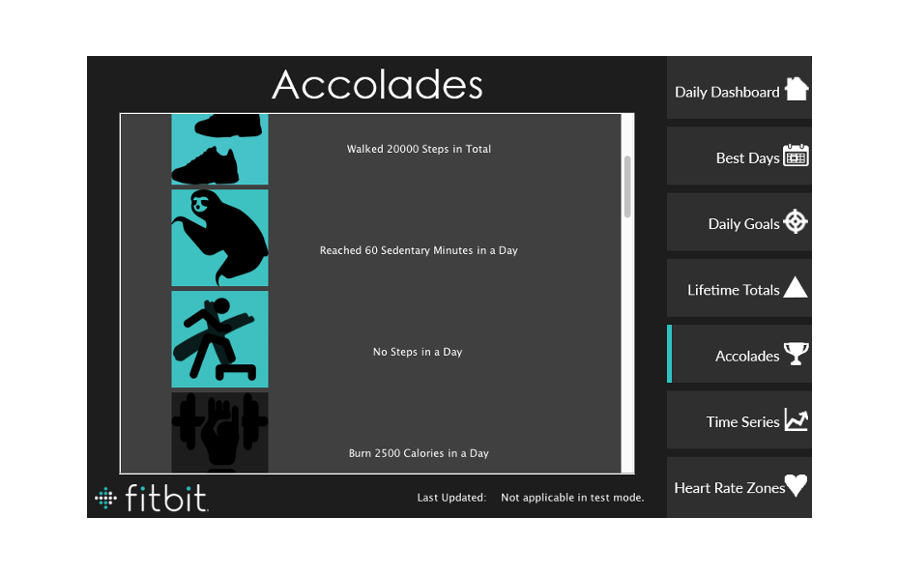 Accolades
Walked 20000 Steps in Total
Reached 60 Sedentary Minutes in a Day
No Steps in a Day
Burn 2500 Calories in a Day
fitbit.
Last Updated: Not applicable in test mode.
Daily Dashboard
Best Days
Daily Goals
Lifetime Totals
Accolades
Time Series
Heart Rate Zones